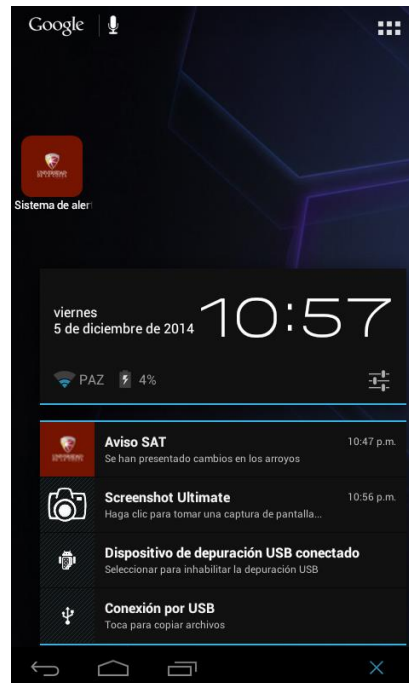 Google
Sistema de aler
viernes
10:57
5 de diciembre de 2014
PAZ 4%
Aviso SAT 10:47 p.m.
Se han presentado cambios en los arroyos
Screenshot Ultimate 10:56 p.m.
Haga clic para tomar una captura de pantalla...
Dispositivo de depuración USB conectado
Seleccionar para inhabilitar la depuración USB
Conexión por USB
Toca para copiar archivos